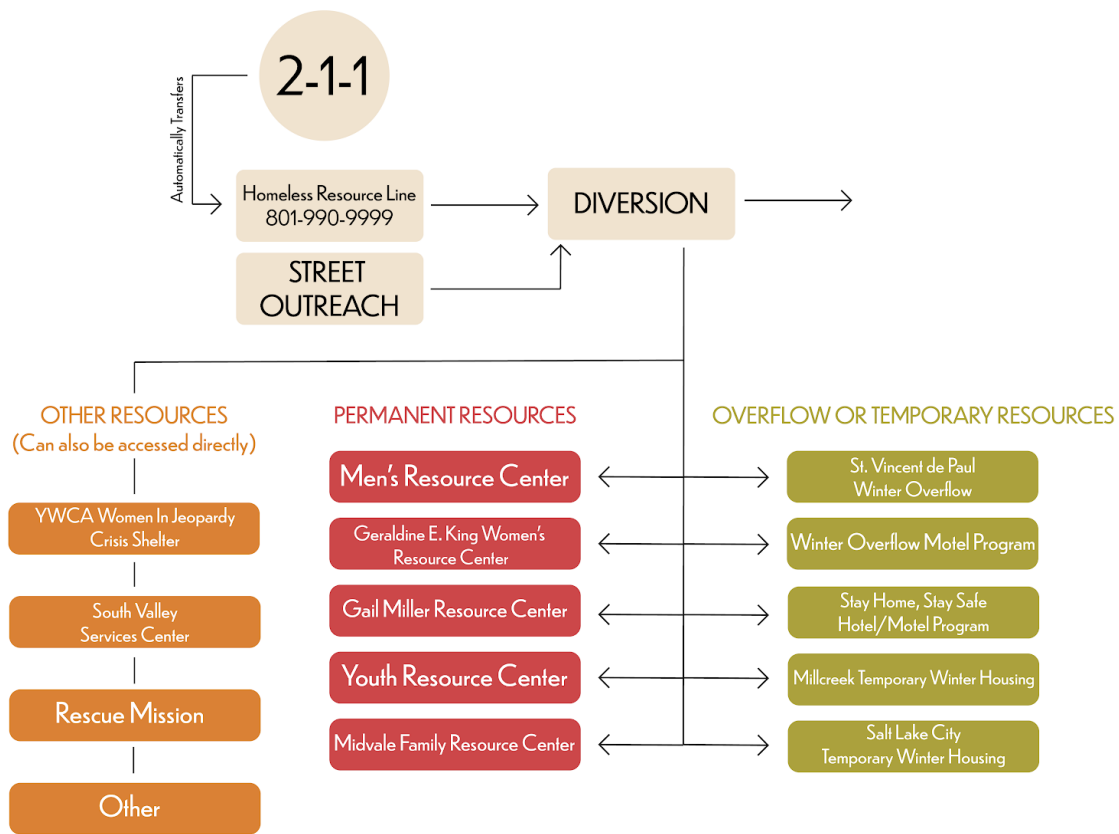 2-1-1
Automatically Transfers
Homeless Resource Line
801-990-9999
DIVERSION
STREET
OUTREACH
OTHER RESOURCES
(Can also be accessed directly)
YWCA Women In Jeopardy
Crisis Shelter
South Valley
Services Center
Rescue Mission
Other
PERMANENT RESOURCES
Men's Resource Center
Geraldine E. King Women's
Resource Center
Gail Miller Resource Center
Youth Resource Center
Midvale Family Resource Center
OVERFLOW OR TEMPORARY RESOURCES
St. Vincent de Paul
Winter Overflow
Winter Overflow Motel Program
Stay Home, Stay Safe
Hotel/Motel Program
Millcreek Temporary Winter Housing
Salt Lake City
Temporary Winter Housing